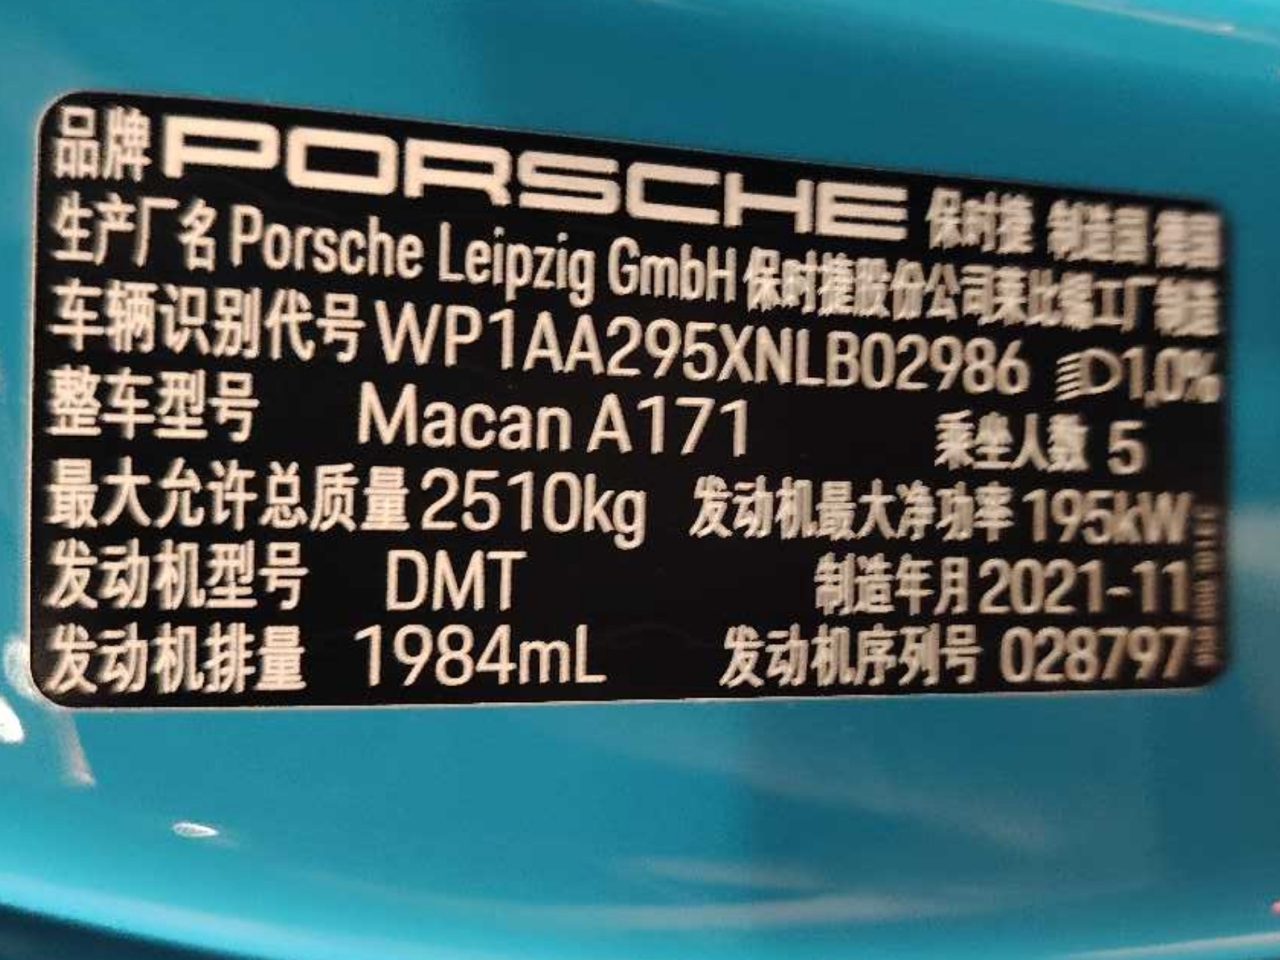 品牌 PORSCHE 保时捷 制造国 德国
生产厂名 Porsche Leipzig GmbH 保时捷股份公司莱比锡工厂制造
车辆识别代号 WP1AA295XNLB02986 1,0%
整车型号 Macan A171 乘坐人数 5
最大允许总质量 2510kg 发动机最大净功率 195kW
发动机型号 DMT 制造年月 2021-11
发动机排量 1984mL 发动机序列号 028797